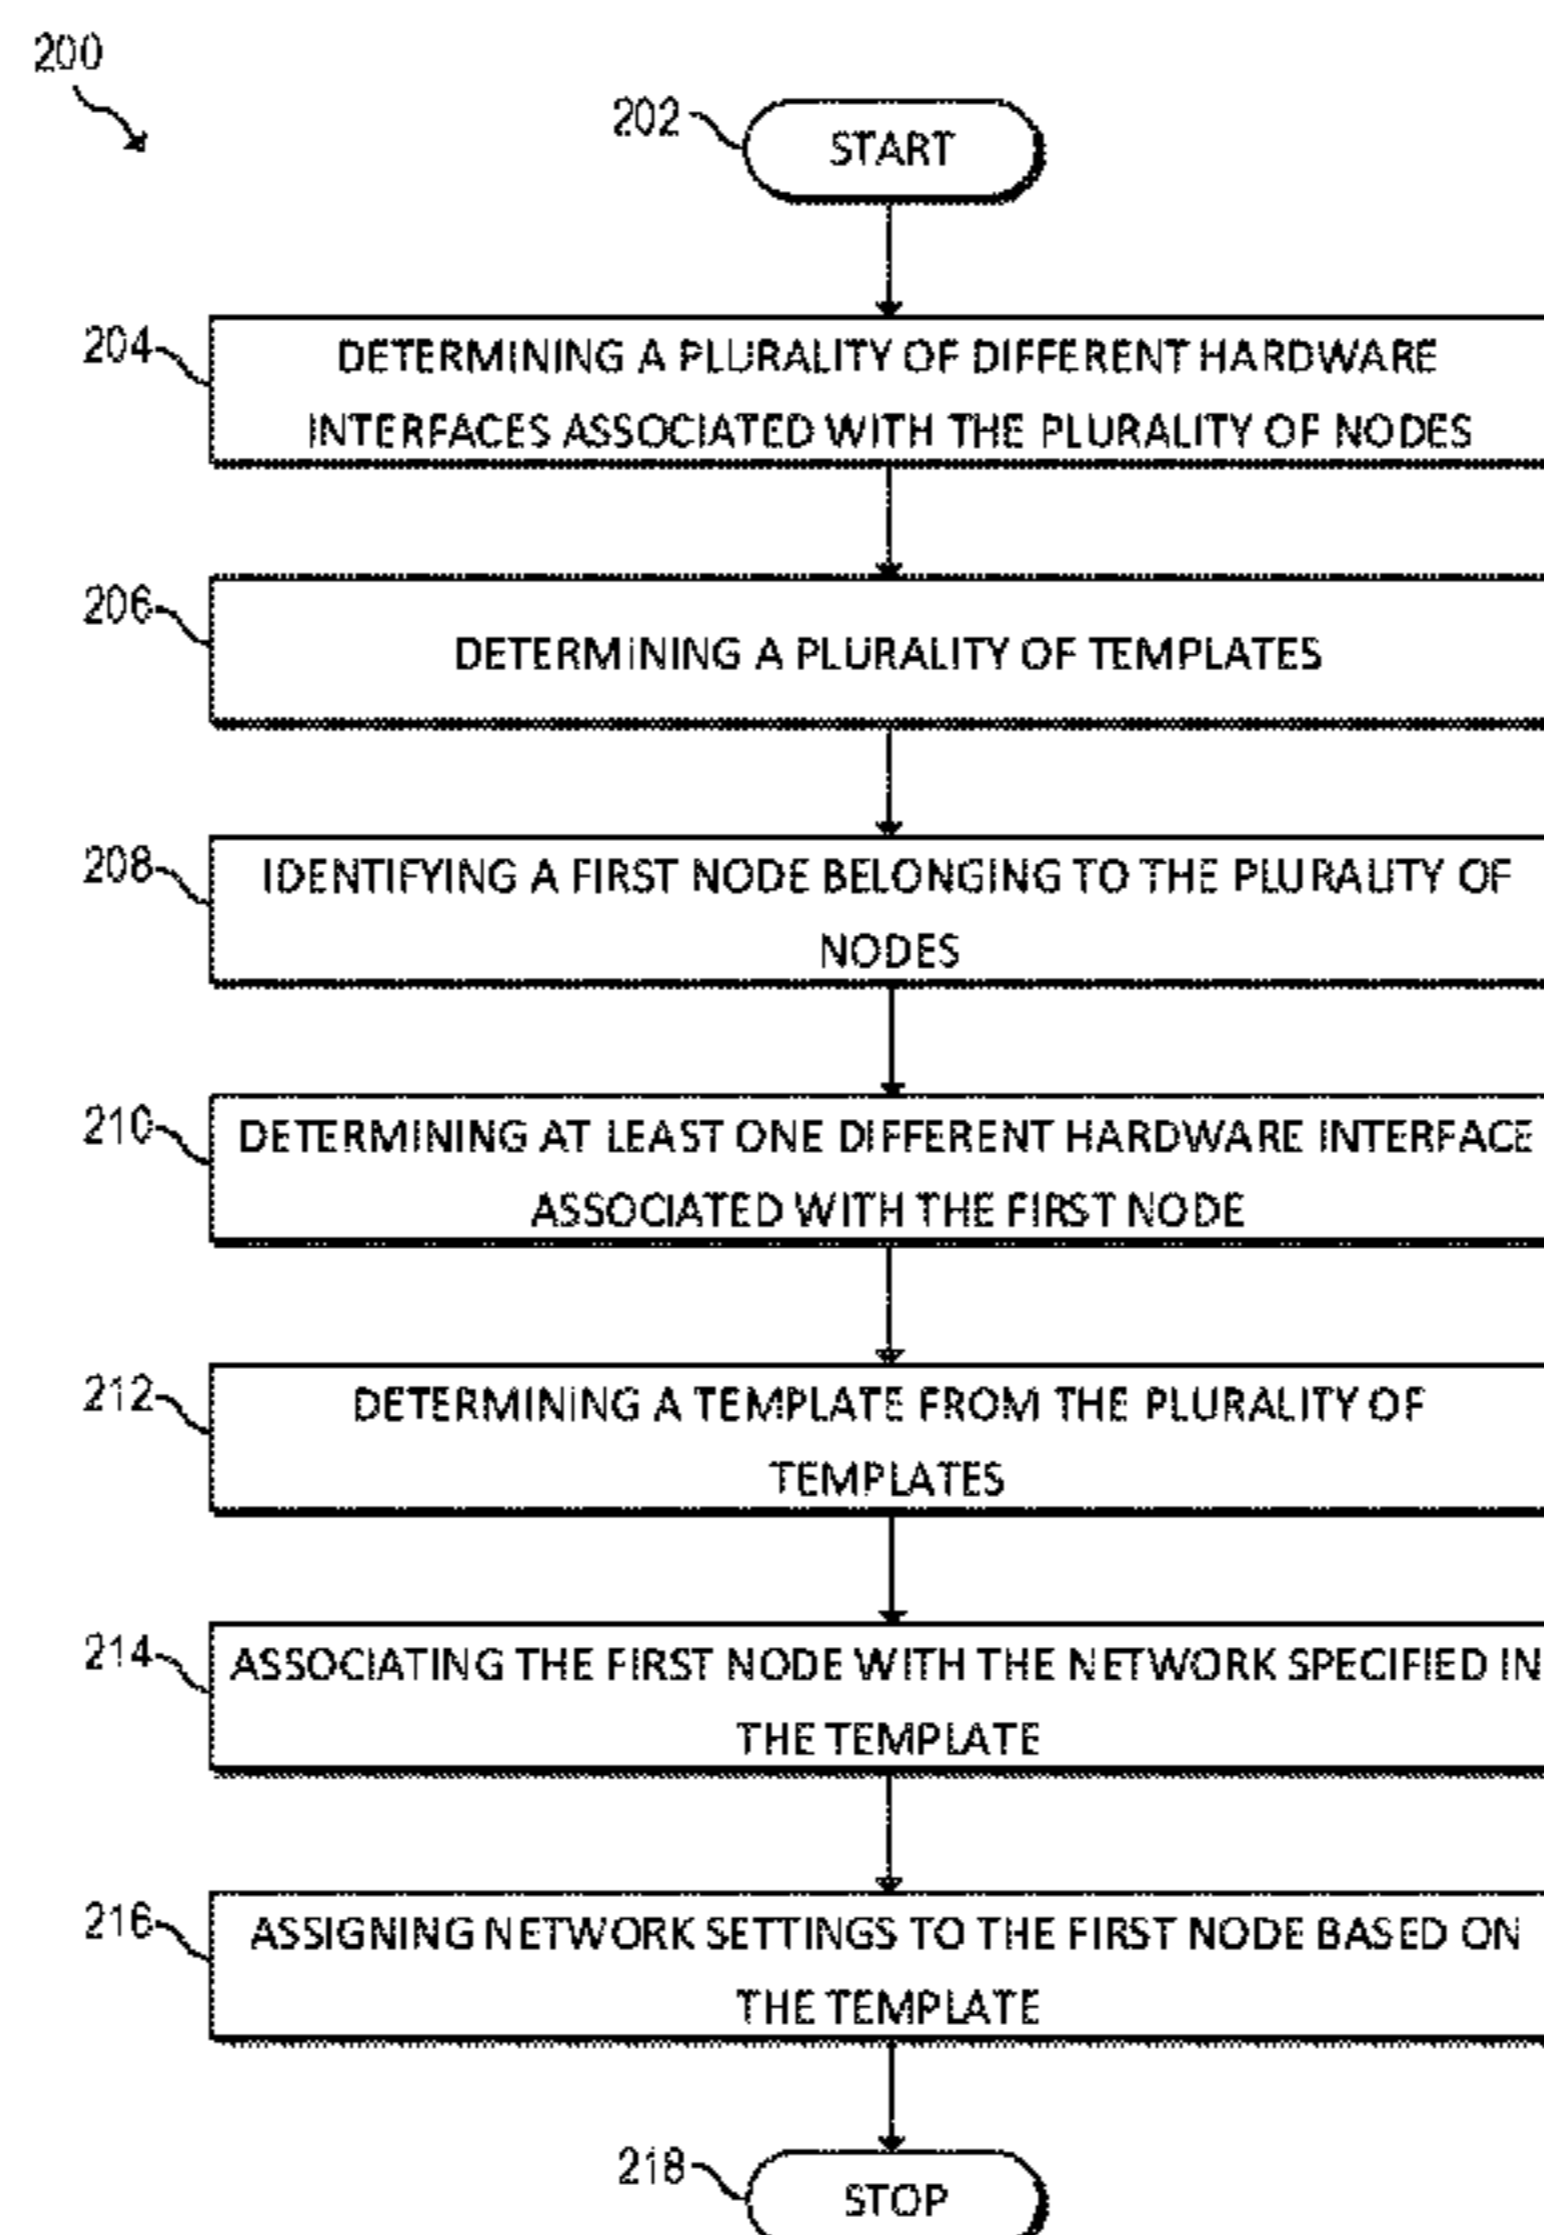 200
202
START
204
DETERMINING A PLURALITY OF DIFFERENT HARDWARE
INTERFACES ASSOCIATED WITH THE PLURALITY OF NODES
206
DETERMINING A PLURALITY OF TEMPLATES
208
IDENTIFYING A FIRST NODE BELONGING TO THE PLURALITY OF
NODES
210
DETERMINING AT LEAST ONE DIFFERENT HARDWARE INTERFACE
ASSOCIATED WITH THE FIRST NODE
212
DETERMINING A TEMPLATE FROM THE PLURALITY OF
TEMPLATES
214
ASSOCIATING THE FIRST NODE WITH THE NETWORK SPECIFIED IN
THE TEMPLATE
216
ASSIGNING NETWORK SETTINGS TO THE FIRST NODE BASED ON
THE TEMPLATE
218
STOP